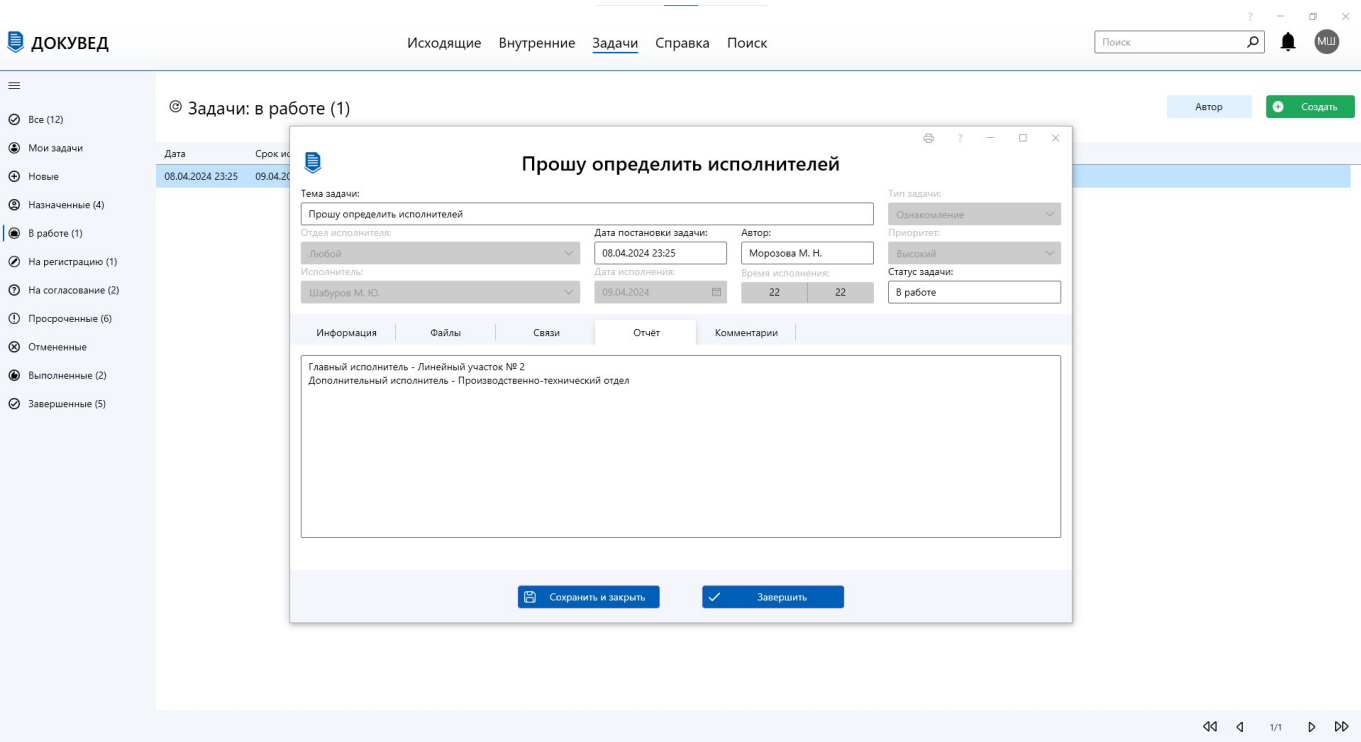 ?
ДОКУВЕД
Исходящие Внутренние Задачи Справка Поиск
Поиск
МШ
Задачи: в работе (1)
Автор
Создать
Все (12)
Мои задачи
Новые
Назначенные (4)
В работе (1)
На регистрацию (1)
На согласование (2)
Просроченные (6)
Отмененные
Выполненные (2)
Завершенные (5)
Дата Срок ис
08.04.2024 23:25 09.04.20
?
Прошу определить исполнителей
Тема задачи: Тип задачи:
Прошу определить исполнителей Ознакомление
Отдел исполнителя: Дата постановки задачи: Автор: Приоритет:
Любой 08.04.2024 23:25 Морозова М. Н. Высокий
Исполнитель: Дата исполнения: Время исполнения: Статус задачи:
Шабуров М. Ю. 09.04.2024 22 22 В работе
Информация Файлы Связи Отчёт Комментарии
Главный исполнитель - Линейный участок № 2
Дополнительный исполнитель - Производственно-технический отдел
Сохранить и закрыть Завершить
1/1